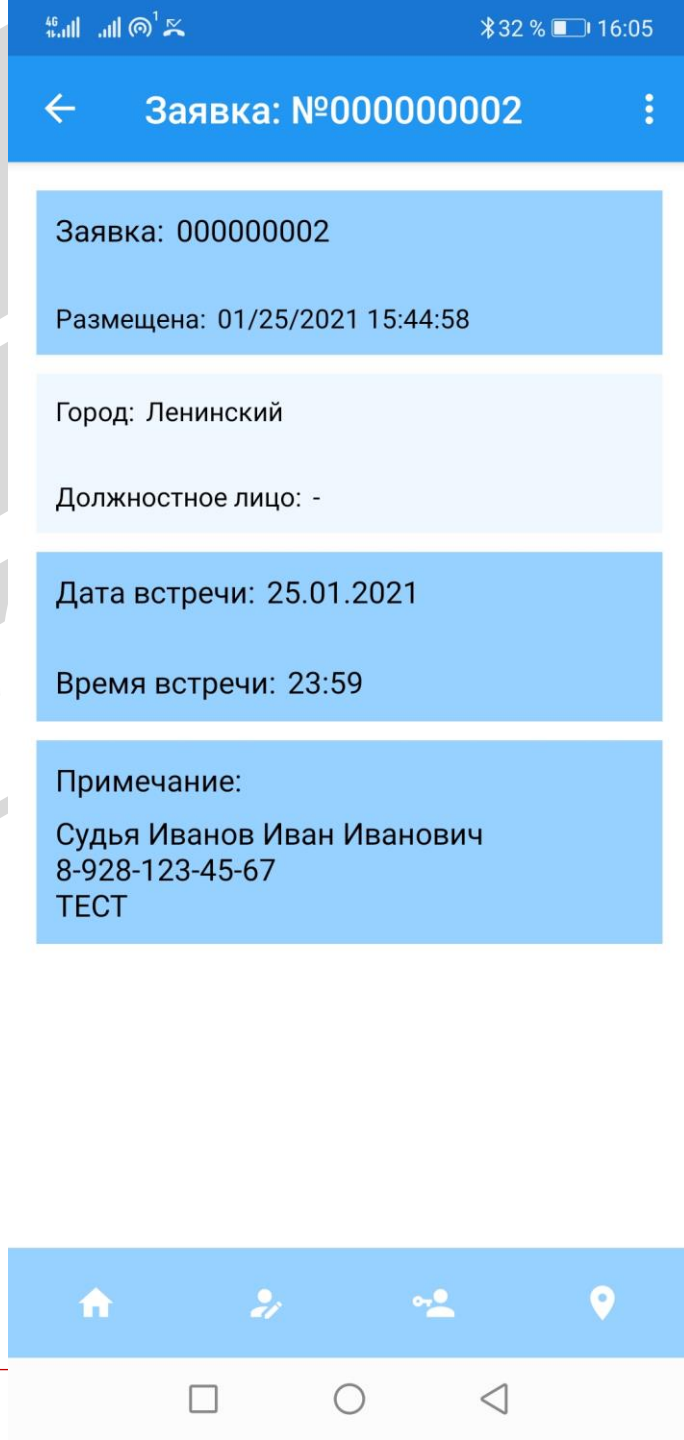 4G 1 32 % 16:05
Заявка: №000000002
Заявка: 000000002
Размещена: 01/25/2021 15:44:58
Город: Ленинский
Должностное лицо: -
Дата встречи: 25.01.2021
Время встречи: 23:59
Примечание:
Судья Иванов Иван Иванович
8-928-123-45-67
ТЕСТ